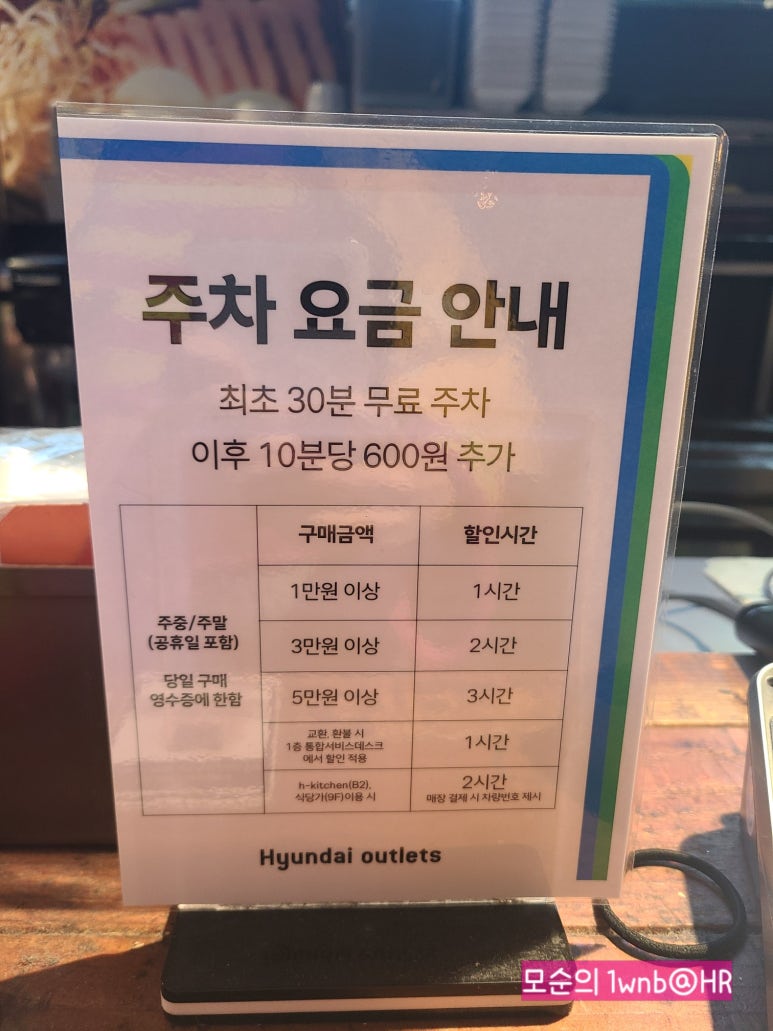 주차 요금 안내
최초 30분 무료 주차
이후 10분당 600원 추가
구매금액 할인시간
주중/주말
(공휴일 포함)
당일 구매
영수증에 한함
1만원 이상 1시간
3만원 이상 2시간
5만원 이상 3시간
교환, 환불 시
1층 통합서비스데스크
에서 할인 적용
1시간
h-kitchen(B2),
식당가(9F)이용 시
2시간
매장 결제 시 차량번호 제시
Hyundai outlets
모순의 1wnb@HR